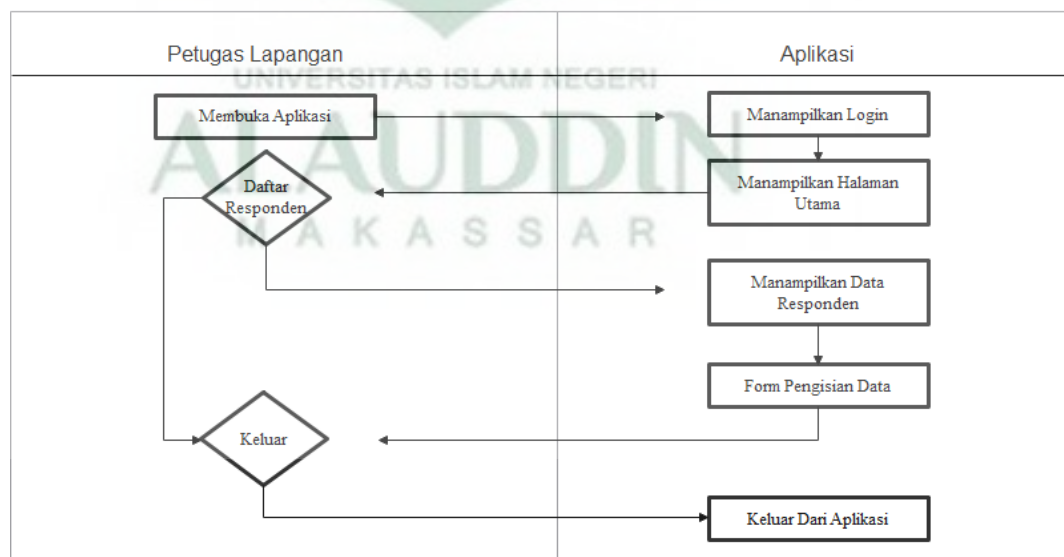 Petugas Lapangan
Aplikasi
UNIVERSITAS ISLAM NEGERI
ALAUDDIN
MAKASSAR
Membuka Aplikasi
Manampilkan Login
Daftar
Responden
Manampilkan Halaman
Utama
Manampilkan Data
Responden
Form Pengisian Data
Keluar
Keluar Dari Aplikasi